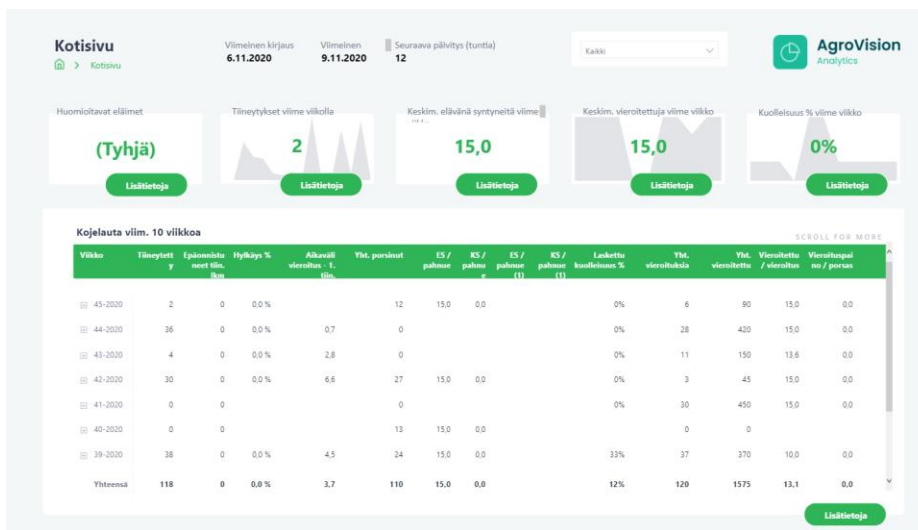 Kotisivu
Kotisivu
Viimeinen kirjaus
6.11.2020
Viimeinen
9.11.2020
Seuraava päivitys (tuntia)
12
Kaikki
AgroVision
Analytics
Huomioitavat eläimet
(Tyhjä)
Lisätietoja
Tiineytykset viime viikolla
2
Lisätietoja
Keskim. elävänä syntyneitä viime
15,0
Lisätietoja
Keskim. vieroitettuja viime viikko
15,0
Lisätietoja
Kuolleisuus % viime viikko
0%
Lisätietoja
Kojelauta viim. 10 viikkoa
SCROLL FOR MORE
Viikko Tiineytett Epäonnistu Hylkäys % Aikaväli Yht. porsinut ES / KS / ES / KS / Laskettu Yht. Yht. Vieroitettu Vieroituspai
y neet tiin. vieroitus - 1. pahnue pahnu pahnue pahnue kuolleisuus % vieroituksia vieroitettu / vieroitus no / porsas
lkm tiin. e (1) (1)
45-2020 2 0 0,0 % 12 15,0 0,0 0% 6 90 15,0 0,0
44-2020 36 0 0,0 % 0,7 0 0% 28 420 15,0 0,0
43-2020 4 0 0,0 % 2,8 0 0% 11 150 13,6 0,0
42-2020 30 0 0,0 % 6,6 27 15,0 0,0 0% 3 45 15,0 0,0
41-2020 0 0 0 0% 30 450 15,0 0,0
40-2020 0 0 13 15,0 0,0 0 0
39-2020 38 0 0,0 % 4,5 24 15,0 0,0 33% 37 370 10,0 0,0
Yhteensä 118 0 0,0 % 3,7 110 15,0 0,0 12% 120 1575 13,1 0,0
Lisätietoja